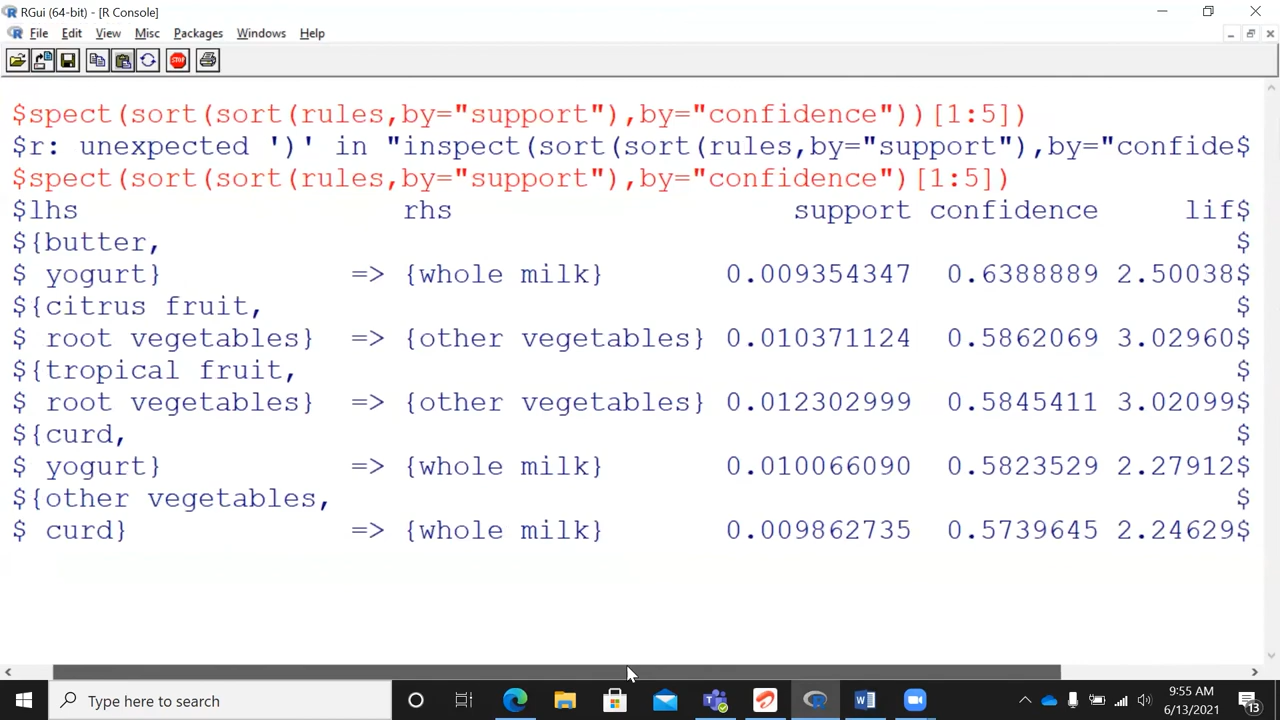 RGui (64-bit) - [R Console]
File Edit View Misc Packages Windows Help
STOP
$spect(sort(sort(rules,by="support"),by="confidence"))[1:5])
$r: unexpected ')' in "inspect(sort(sort(rules,by="support"),by="confide$
$spect(sort(sort(rules,by="support"),by="confidence")[1:5])
$lhs rhs support confidence lif$
${butter, $
$ yogurt} => {whole milk} 0.009354347 0.6388889 2.50038$
${citrus fruit, $
$ root vegetables} => {other vegetables} 0.010371124 0.5862069 3.02960$
${tropical fruit, $
$ root vegetables} => {other vegetables} 0.012302999 0.5845411 3.02099$
${curd, $
$ yogurt} => {whole milk} 0.010066090 0.5823529 2.27912$
${other vegetables, $
$ curd} => {whole milk} 0.009862735 0.5739645 2.24629$
Type here to search
9:55 AM
6/13/2021
13